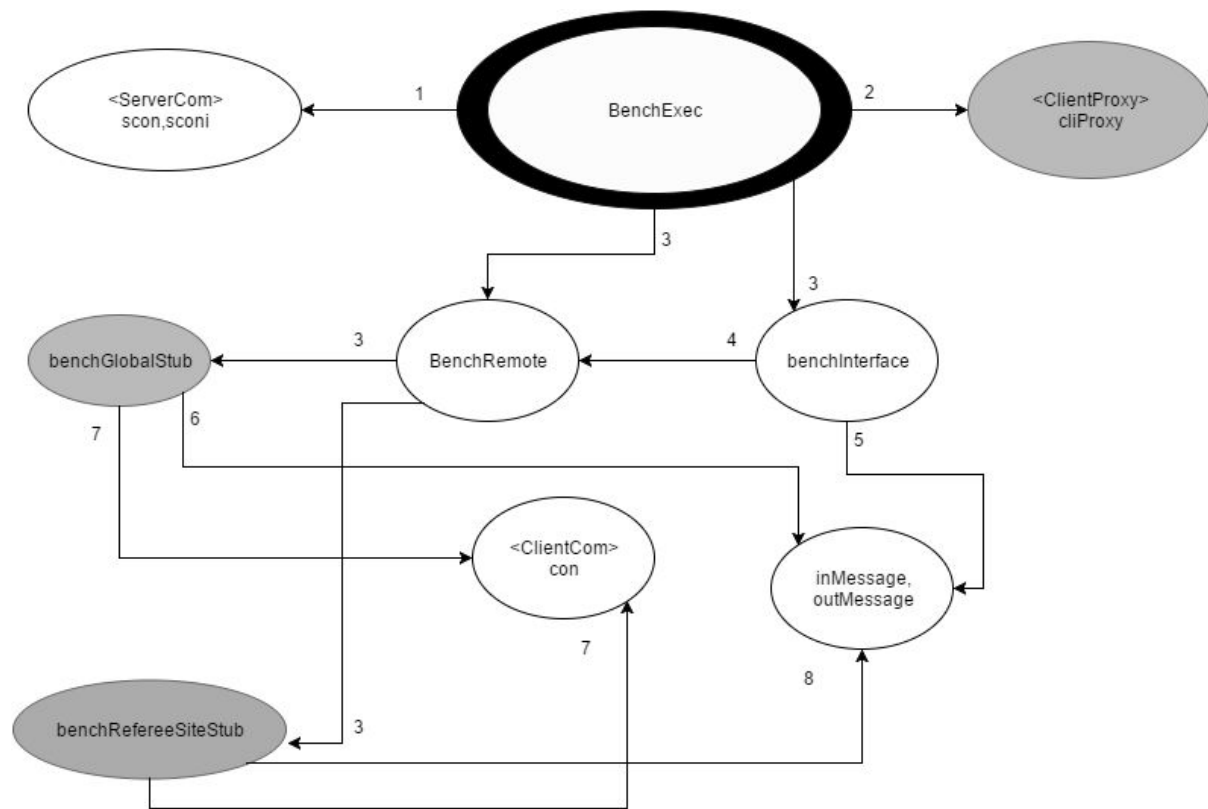 <ServerCom>
scon,sconi
1
BenchExec
2
<ClientProxy>
cliProxy
3
3
benchGlobalStub
3
BenchRemote
4
benchInterface
7
6
5
<ClientCom>
con
inMessage,
outMessage
7
8
benchRefereeSiteStub
3